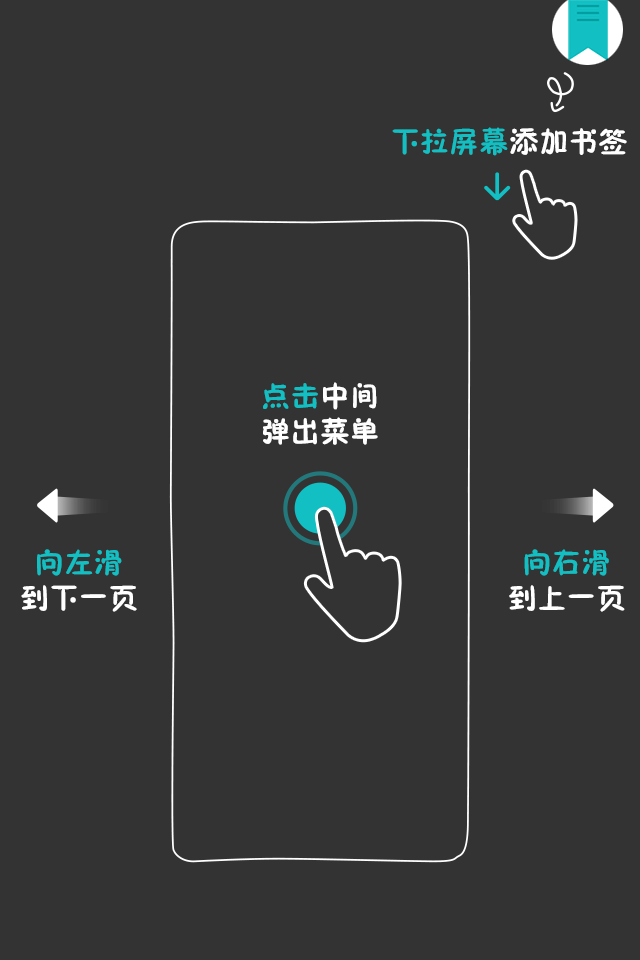 下拉屏幕添加书签
点击中间
弹出菜单
向左滑
到下一页
向右滑
到上一页